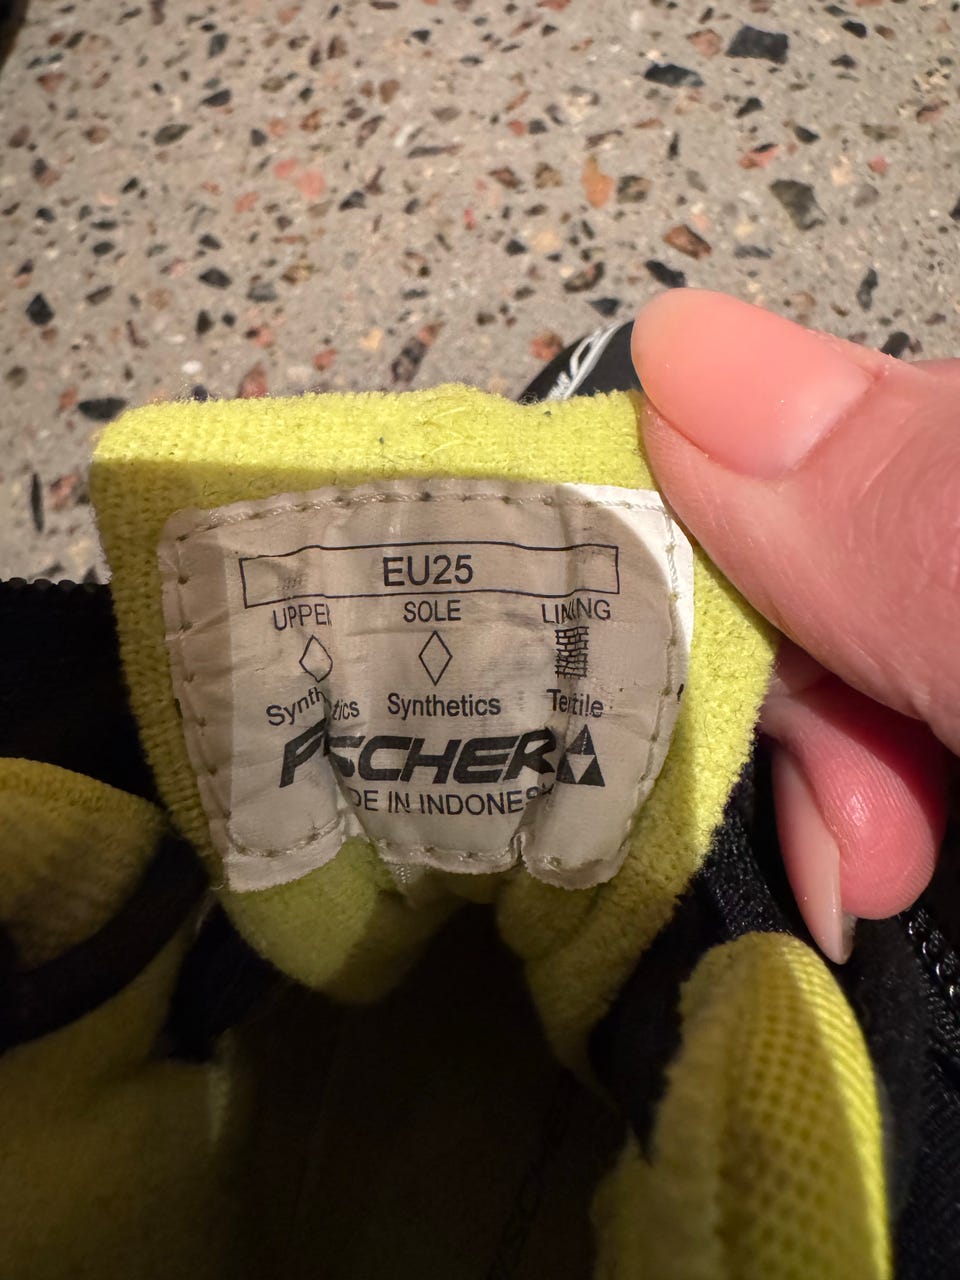 EU25
UPPER SOLE LINING
Synthetics Synthetics Textile
FISCHER
MADE IN INDONESIA